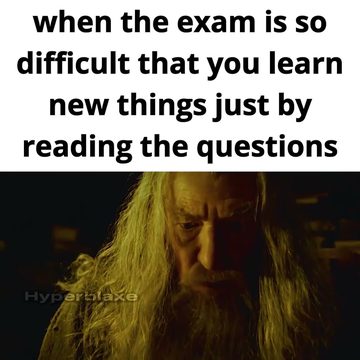 when the exam is so
difficult that you learn
new things just by
reading the questions
Hyperblaxe